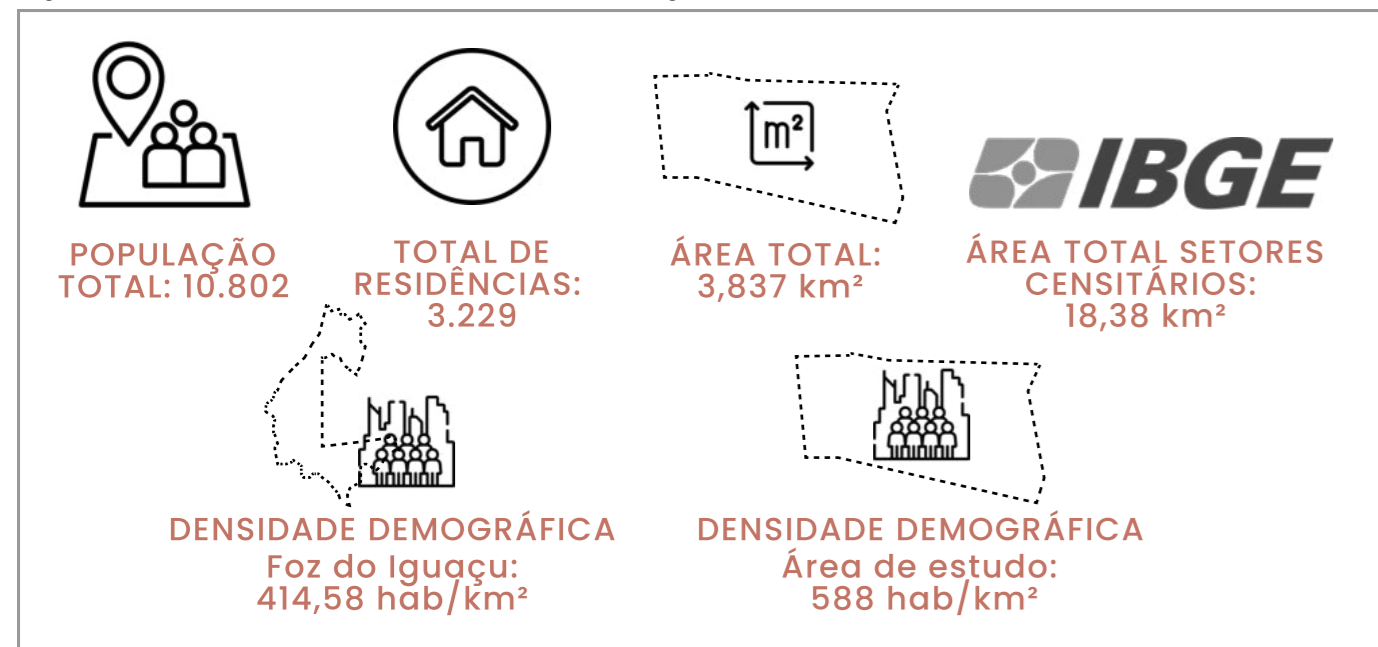 m²
IBGE
POPULAÇÃO
TOTAL: 10.802
TOTAL DE
RESIDÊNCIAS:
3.229
ÁREA TOTAL:
3,837 km²
ÁREA TOTAL SETORES
CENSITÁRIOS:
18,38 km²
DENSIDADE DEMOGRÁFICA
Foz do Iguaçu:
414,58 hab/km²
DENSIDADE DEMOGRÁFICA
Área de estudo:
588 hab/km²